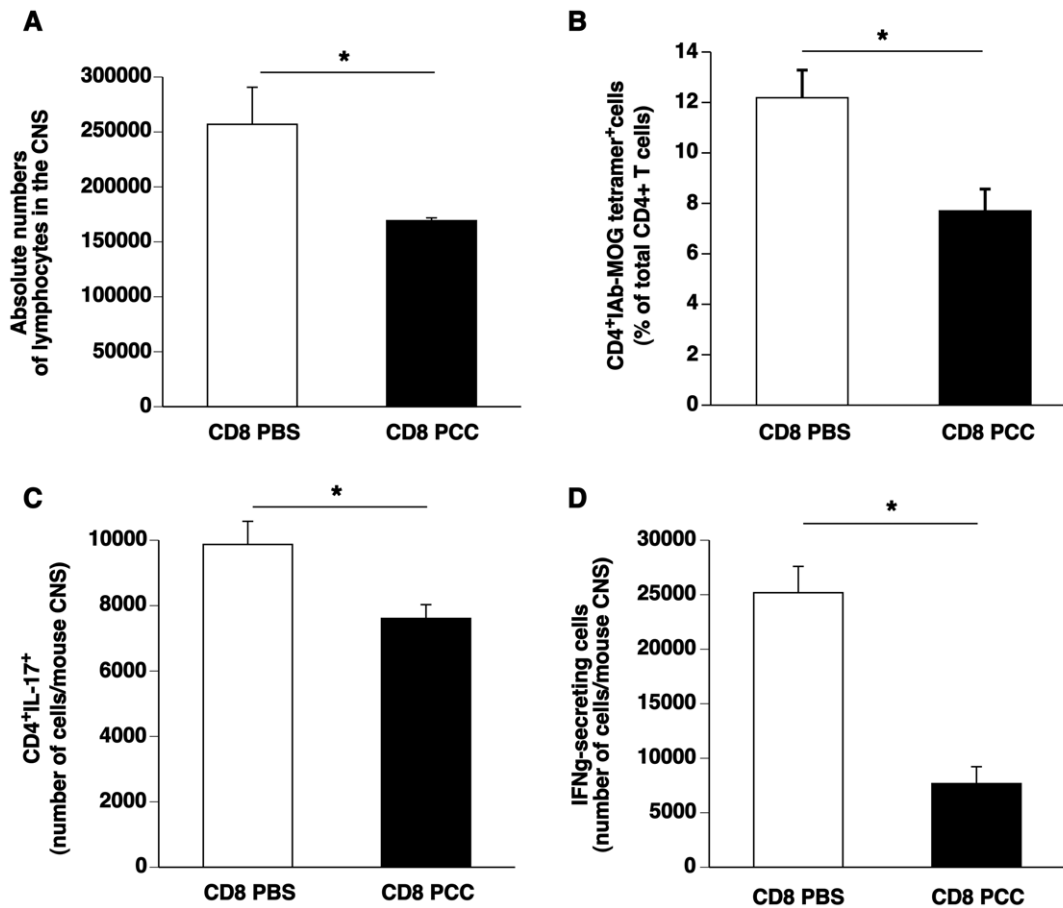 A
Absolute numbers
of lymphocytes in the CNS
300000
250000
200000
150000
100000
50000
0
*
CD8 PBS
CD8 PCC
B
CD4⁺IAb-MOG tetramer⁺cells
(% of total CD4+ T cells)
14
12
10
8
6
4
2
0
*
CD8 PBS
CD8 PCC
C
CD4⁺IL-17⁺
(number of cells/mouse CNS)
10000
8000
6000
4000
2000
0
*
CD8 PBS
CD8 PCC
D
IFNg-secreting cells
(number of cells/mouse CNS)
30000
25000
20000
15000
10000
5000
0
*
CD8 PBS
CD8 PCC